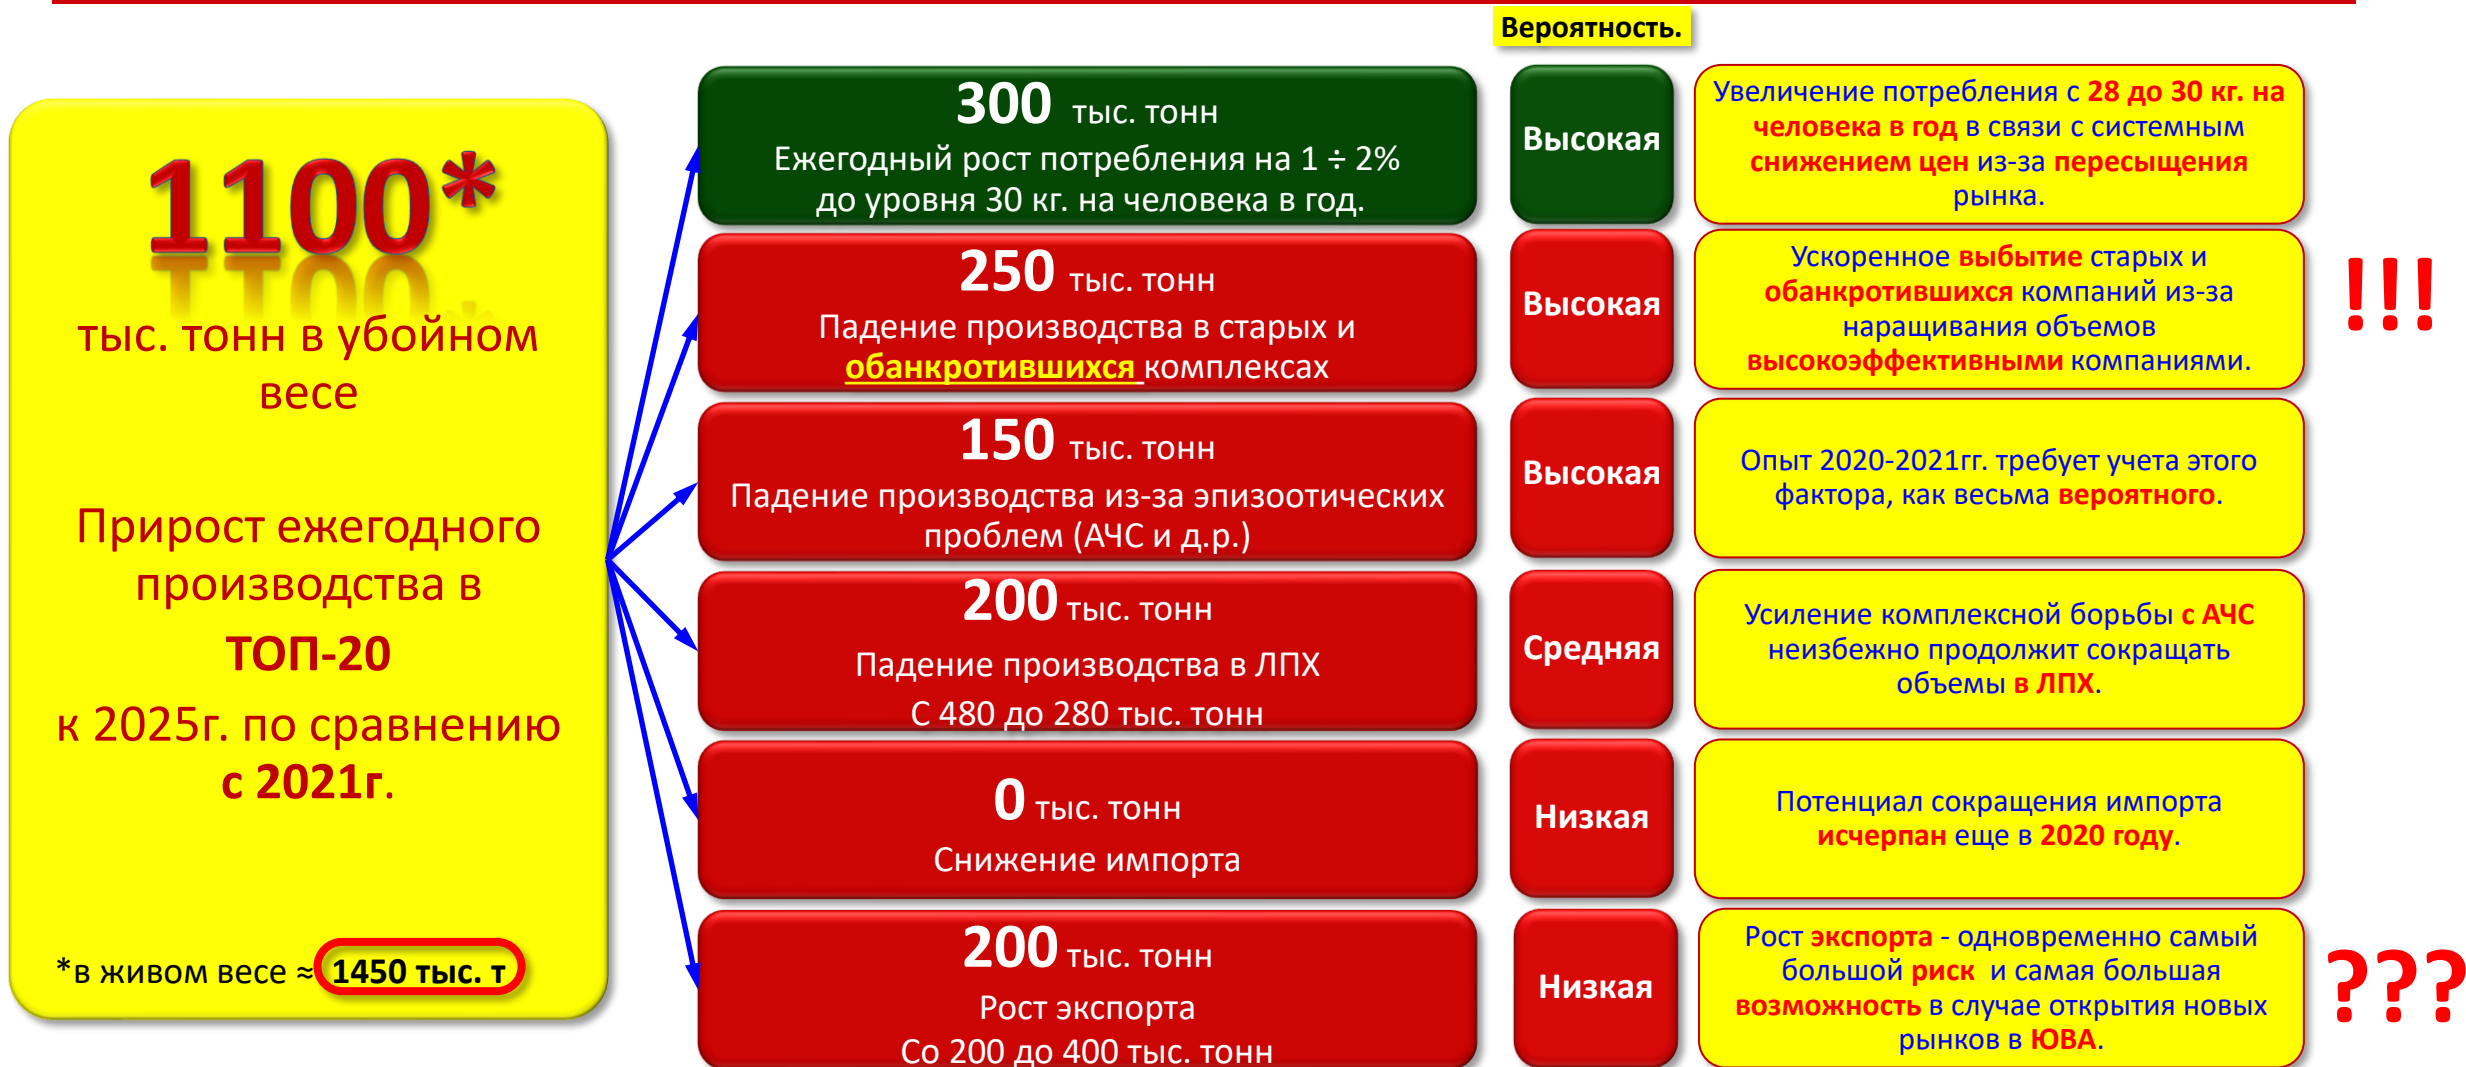 Вероятность.
1100*
тыс. тонн в убойном
весе
Прирост ежегодного
производства в
ТОП-20
к 2025г. по сравнению
с 2021г.
*в живом весе ≈ 1450 тыс. т
300 тыс. тонн
Ежегодный рост потребления на 1 ÷ 2%
до уровня 30 кг. на человека в год.
Высокая
Увеличение потребления с 28 до 30 кг. на
человека в год в связи с системным
снижением цен из-за пересыщения
рынка.
250 тыс. тонн
Падение производства в старых и
обанкротившихся комплексах
Высокая
Ускоренное выбытие старых и
обанкротившихся компаний из-за
наращивания объемов
высокоэффективными компаниями.
!!!
150 тыс. тонн
Падение производства из-за эпизоотических
проблем (АЧС и д.р.)
Высокая
Опыт 2020-2021гг. требует учета этого
фактора, как весьма вероятного.
200 тыс. тонн
Падение производства в ЛПХ
С 480 до 280 тыс. тонн
Средняя
Усиление комплексной борьбы с АЧС
неизбежно продолжит сокращать
объемы в ЛПХ.
0 тыс. тонн
Снижение импорта
Низкая
Потенциал сокращения импорта
исчерпан еще в 2020 году.
200 тыс. тонн
Рост экспорта
Со 200 до 400 тыс. тонн
Низкая
Рост экспорта - одновременно самый
большой риск и самая большая
возможность в случае открытия новых
рынков в ЮВА.
???